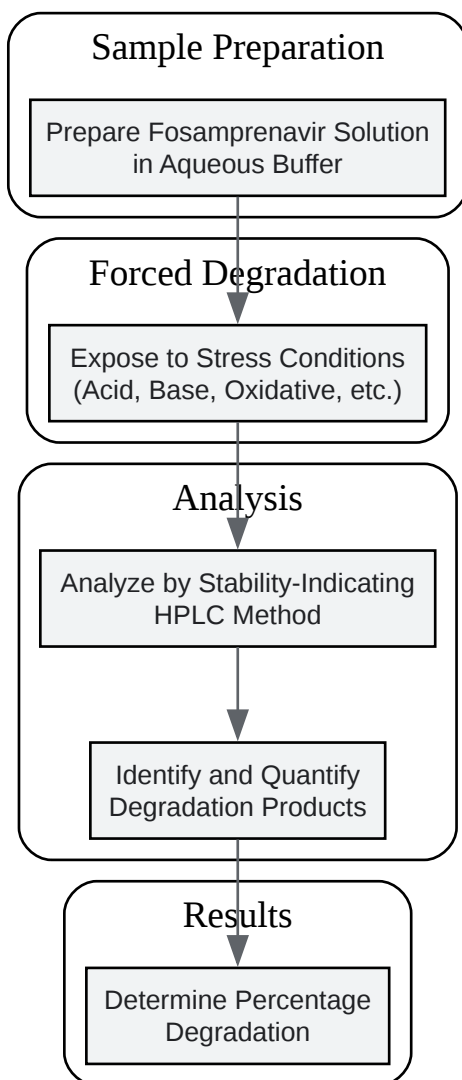 Sample Preparation
Prepare Fosamprenavir Solution
in Aqueous Buffer
Forced Degradation
Expose to Stress Conditions
(Acid, Base, Oxidative, etc.)
Analysis
Analyze by Stability-Indicating
HPLC Method
Identify and Quantify
Degradation Products
Results
Determine Percentage
Degradation